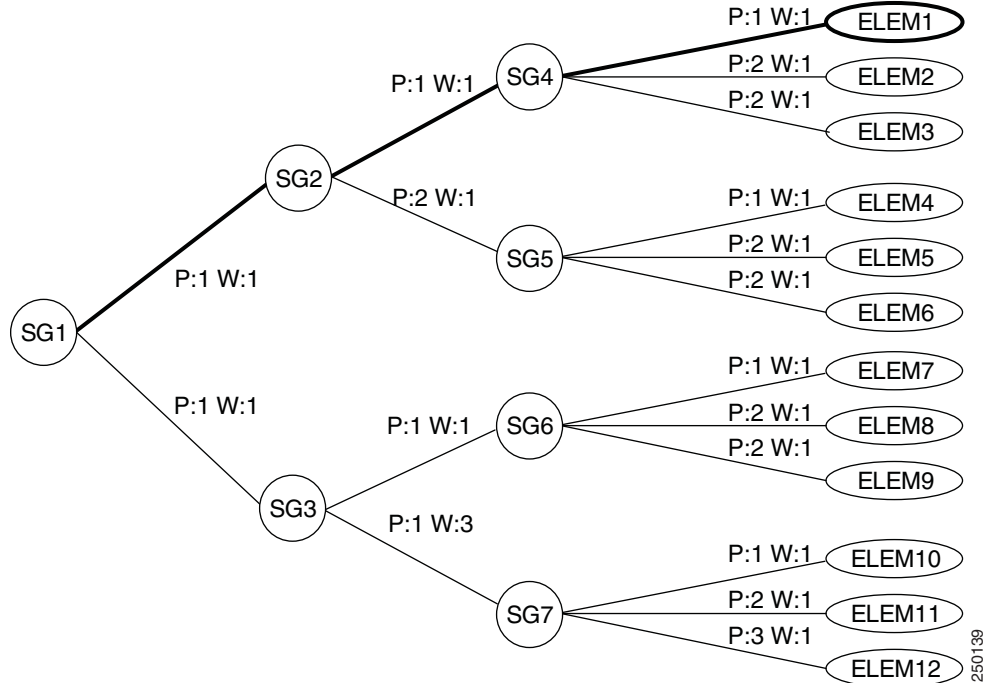 P:1 W:1
ELEM1
P:1 W:1
SG4
P:2 W:1
ELEM2
P:2 W:1
ELEM3
SG2
P:2 W:1
P:1 W:1
ELEM4
SG5
P:2 W:1
ELEM5
P:2 W:1
ELEM6
P:1 W:1
SG1
P:1 W:1
P:1 W:1
SG6
P:1 W:1
ELEM7
P:2 W:1
ELEM8
P:2 W:1
ELEM9
SG3
P:1 W:3
P:1 W:1
ELEM10
SG7
P:2 W:1
ELEM11
P:3 W:1
ELEM12
250139